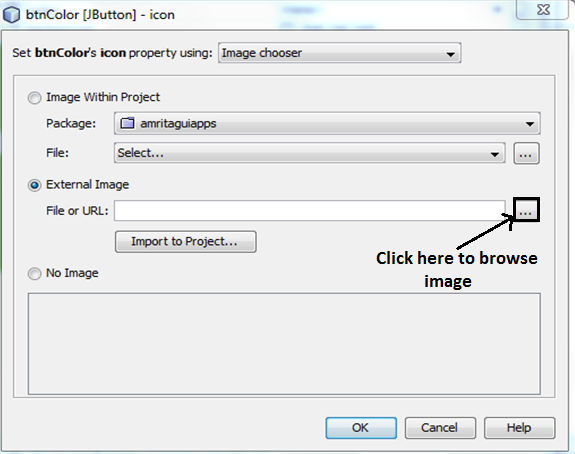 btnColor [JButton] - icon
Set btnColor's icon property using: Image chooser
Image Within Project
Package: amritaguiapps
File: Select... ...
External Image
File or URL: ...
Import to Project...
Click here to browse
image
No Image
OK Cancel Help